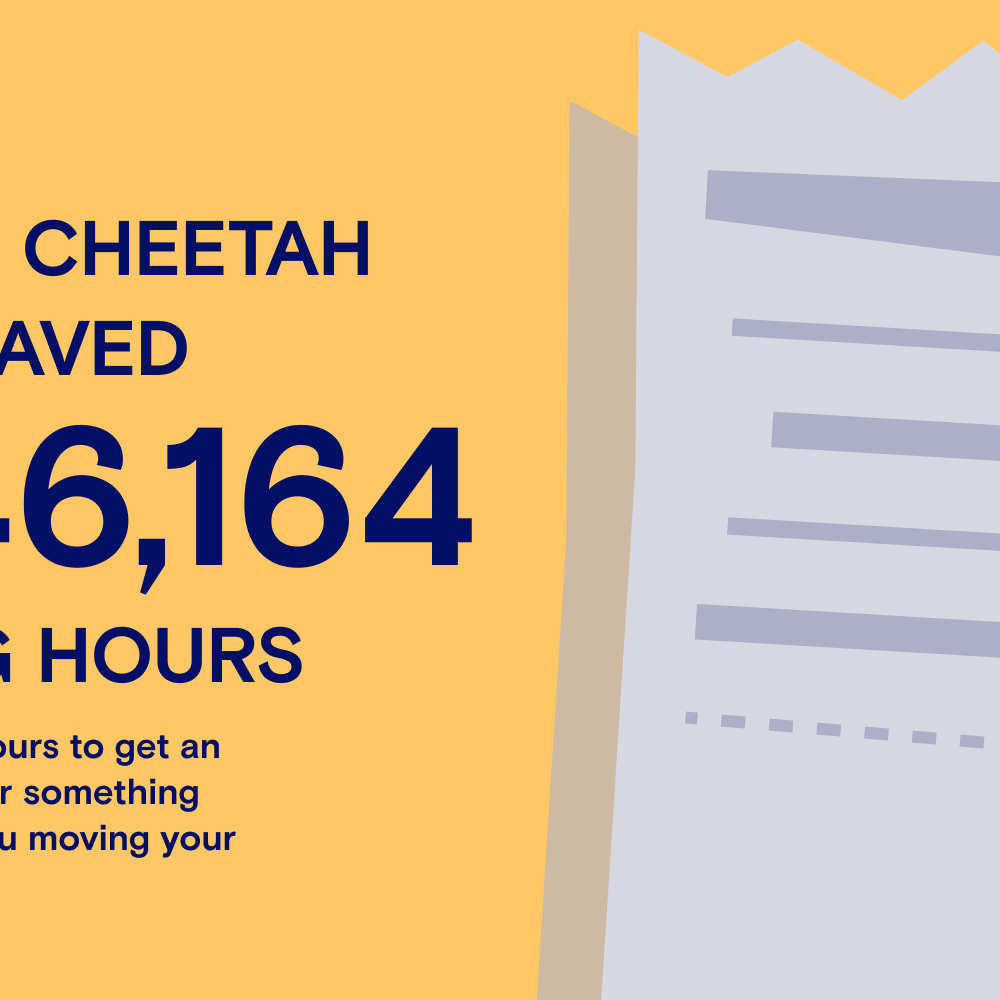 CHEETAH
AVED
6,164
G HOURS
ours to get an
r something
u moving your